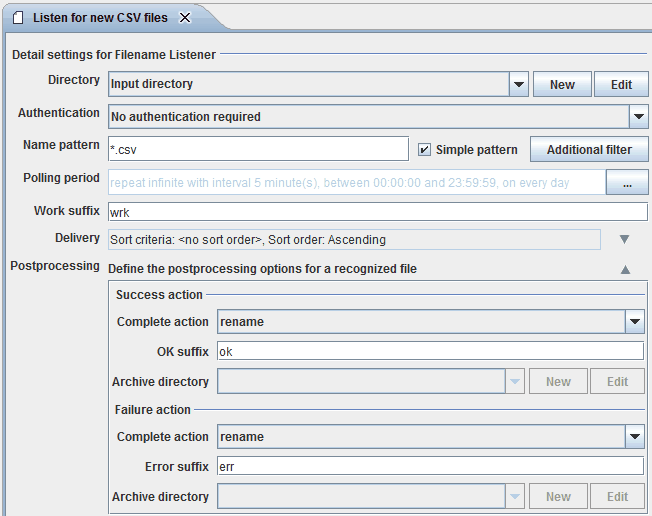 Listen for new CSV files
Detail settings for Filename Listener
Directory Input directory New Edit
Authentication No authentication required
Name pattern *.csv Simple pattern Additional filter
Polling period repeat infinite with interval 5 minute(s), between 00:00:00 and 23:59:59, on every day ...
Work suffix wrk
Delivery Sort criteria: <no sort order>, Sort order: Ascending
Postprocessing Define the postprocessing options for a recognized file
Success action
Complete action rename
OK suffix ok
Archive directory New Edit
Failure action
Complete action rename
Error suffix err
Archive directory New Edit